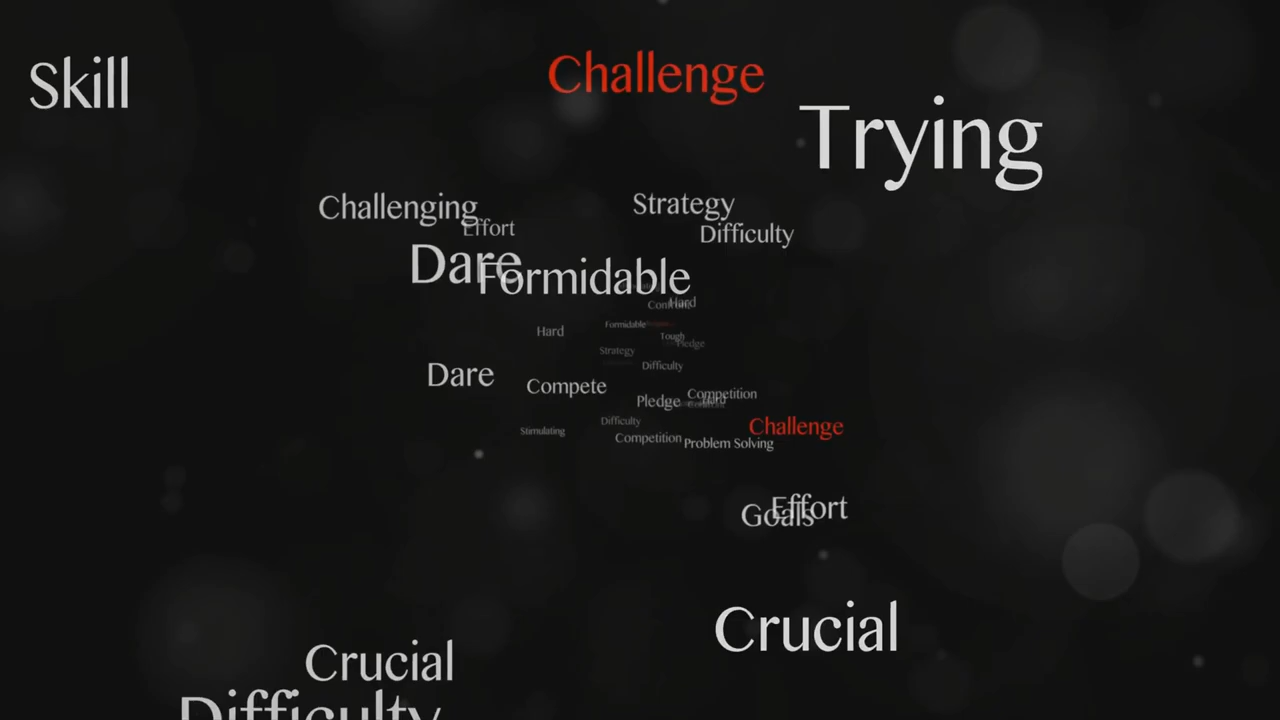 Skill
Challenge
Trying
Challenging
Strategy
Effort
Difficulty
Dare
Formidable
Hard
Formidable
Hard
Tough
Pledge
Strategy
Difficulty
Dare
Compete
Competition
Pledge
Difficulty
Challenge
Stimulating
Competition
Problem Solving
Effort
Goals
Crucial
Crucial
Difficulty